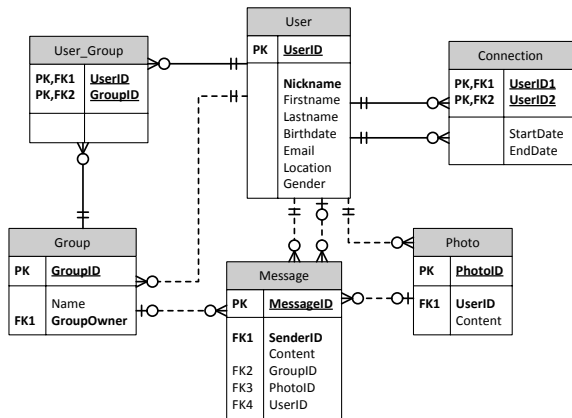 User
PK UserID
Nickname
Firstname
Lastname
Birthdate
Email
Location
Gender
User_Group
PK,FK1 UserID
PK,FK2 GroupID
Connection
PK,FK1 UserID1
PK,FK2 UserID2
StartDate
EndDate
Group
PK GroupID
Name
FK1 GroupOwner
Message
PK MessageID
FK1 SenderID
Content
FK2 GroupID
FK3 PhotoID
FK4 UserID
Photo
PK PhotoID
FK1 UserID
Content